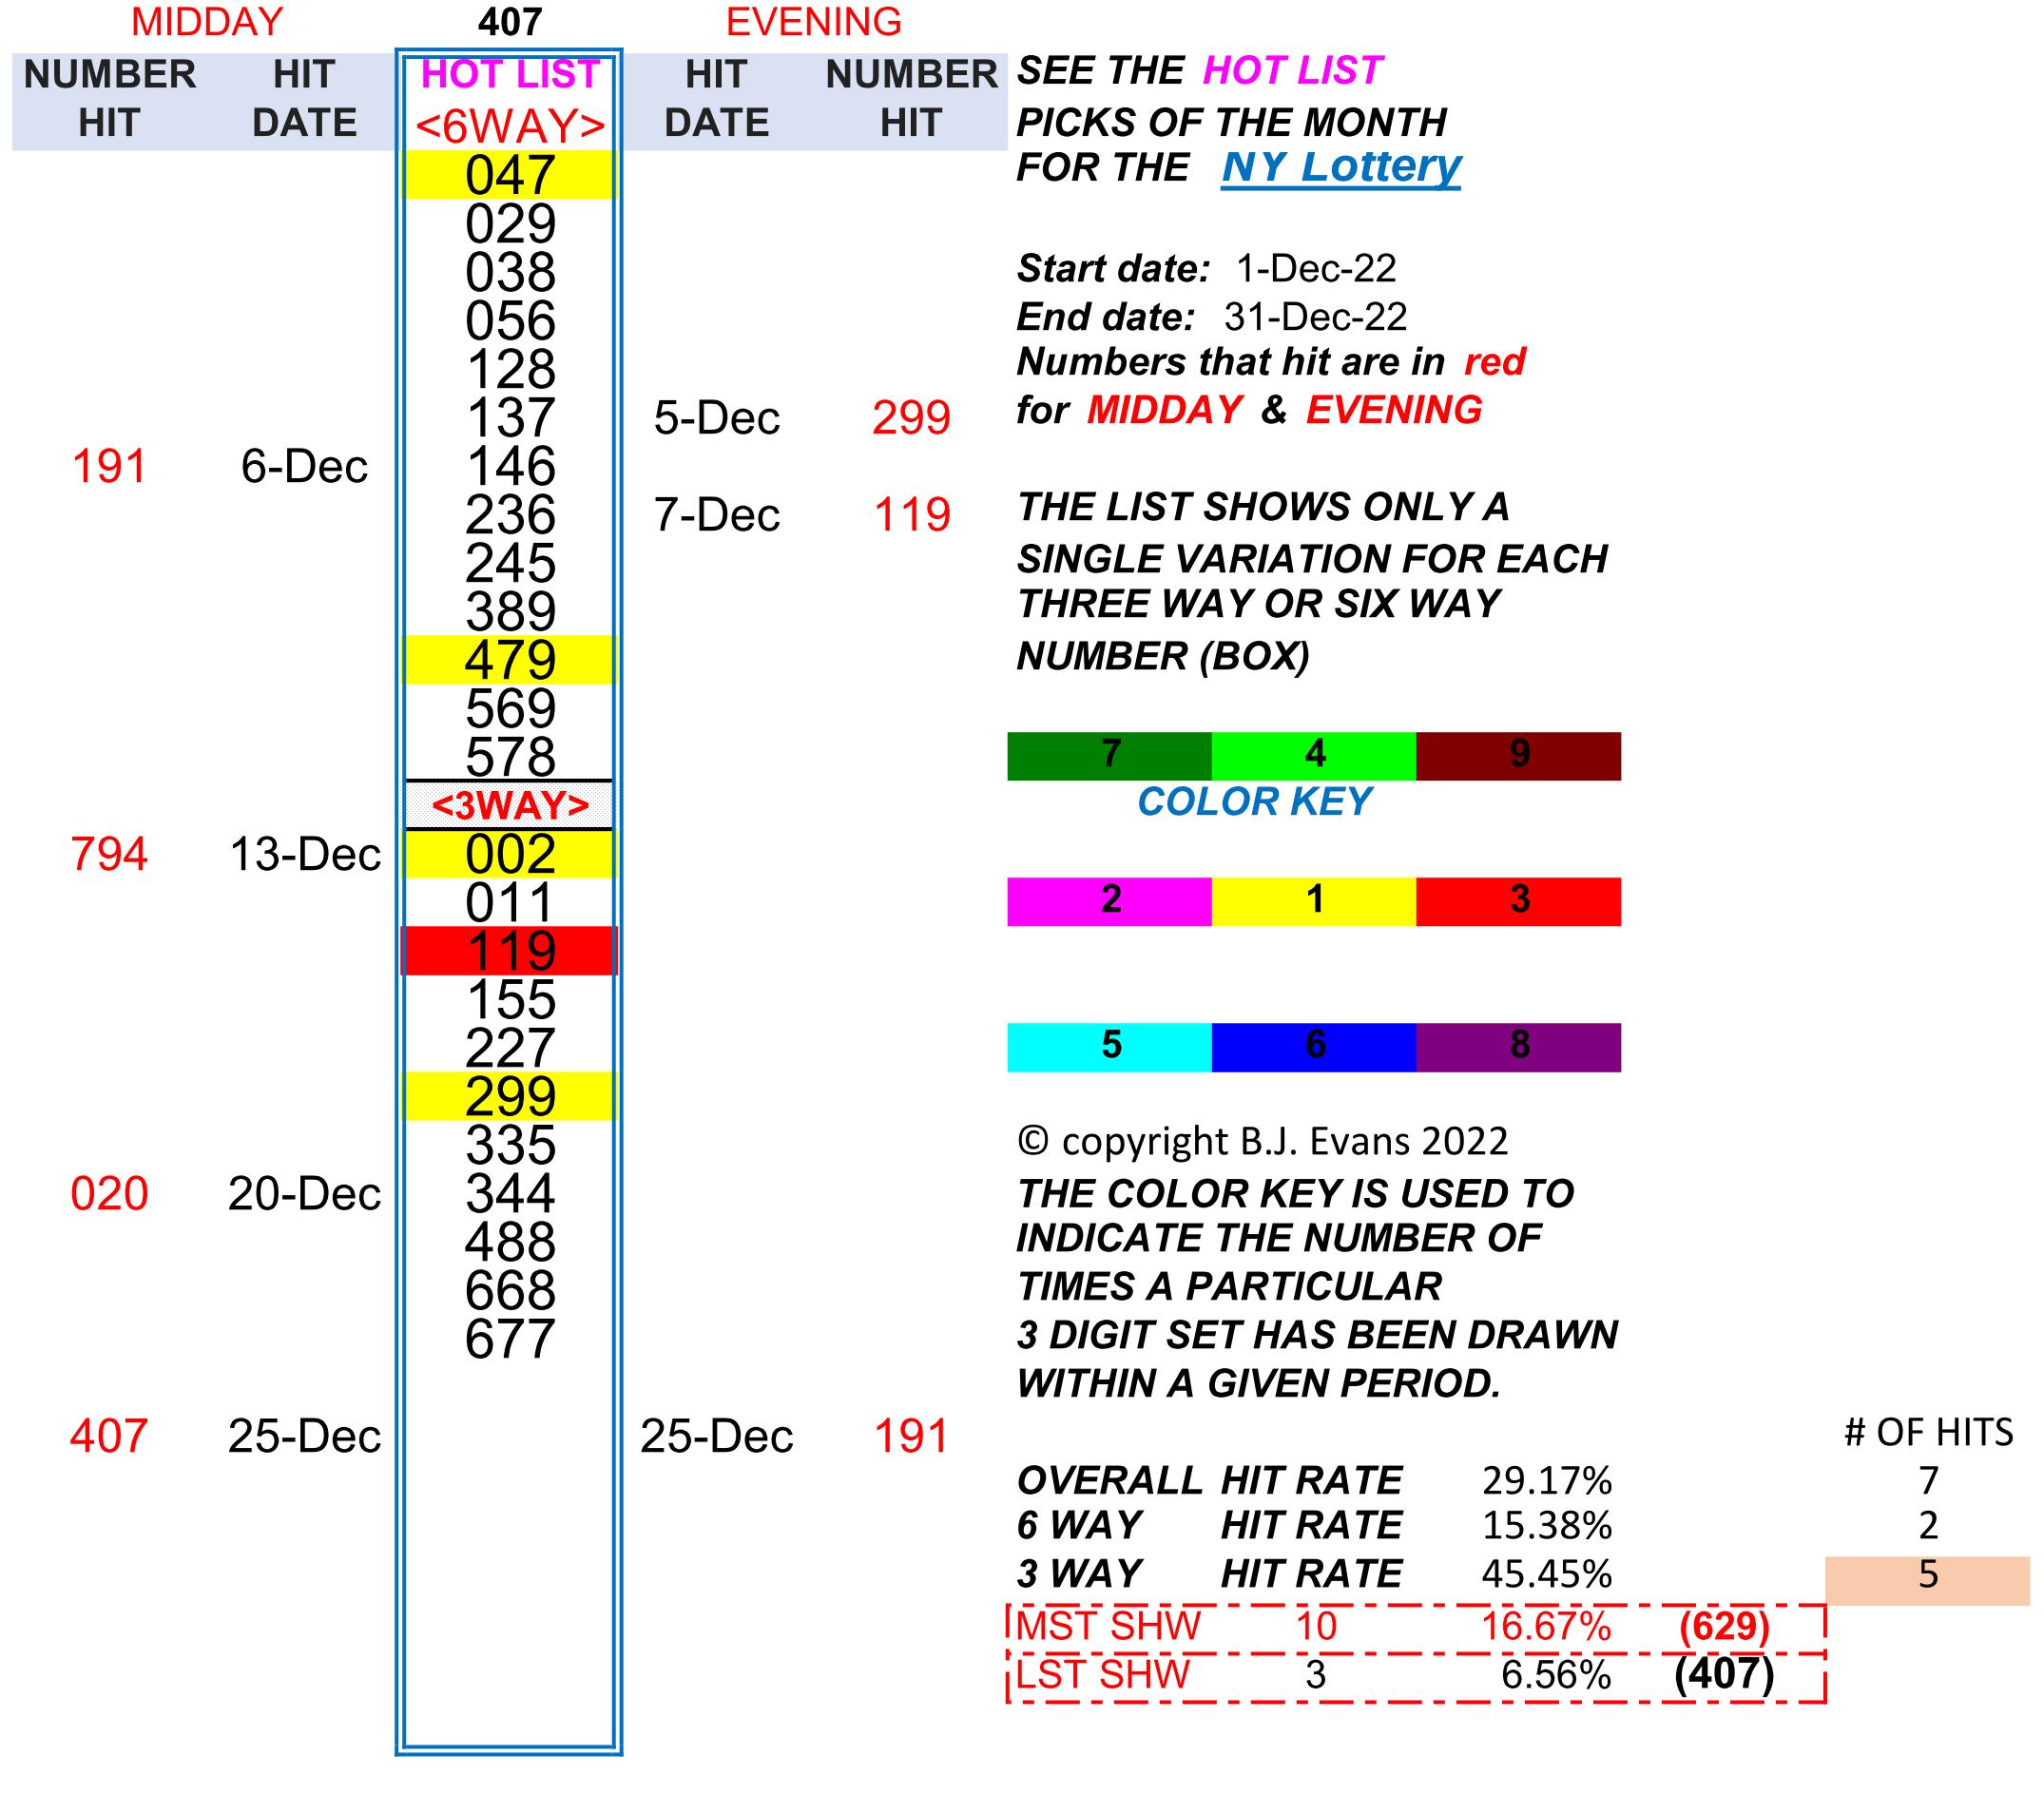 MIDDAY 407 EVENING
NUMBER HIT HOT LIST HIT NUMBER SEE THE HOT LIST
HIT DATE <6WAY> DATE HIT PICKS OF THE MONTH
047 FOR THE NY Lottery
029
038 Start date: 1-Dec-22
056 End date: 31-Dec-22
128 Numbers that hit are in red
137 5-Dec 299 for MIDDAY & EVENING
191 6-Dec 146
236 7-Dec 119 THE LIST SHOWS ONLY A
245 SINGLE VARIATION FOR EACH
389 THREE WAY OR SIX WAY
479 NUMBER (BOX)
569
578 7 4 9
<3WAY> COLOR KEY
794 13-Dec 002
011 2 1 3
119
155
227 5 6 8
299
335 © copyright B.J. Evans 2022
020 20-Dec 344 THE COLOR KEY IS USED TO
488 INDICATE THE NUMBER OF
668 TIMES A PARTICULAR
677 3 DIGIT SET HAS BEEN DRAWN
WITHIN A GIVEN PERIOD.
407 25-Dec 25-Dec 191 # OF HITS
OVERALL HIT RATE 29.17% 7
6 WAY HIT RATE 15.38% 2
3 WAY HIT RATE 45.45% 5
MST SHW 10 16.67% (629)
LST SHW 3 6.56% (407)